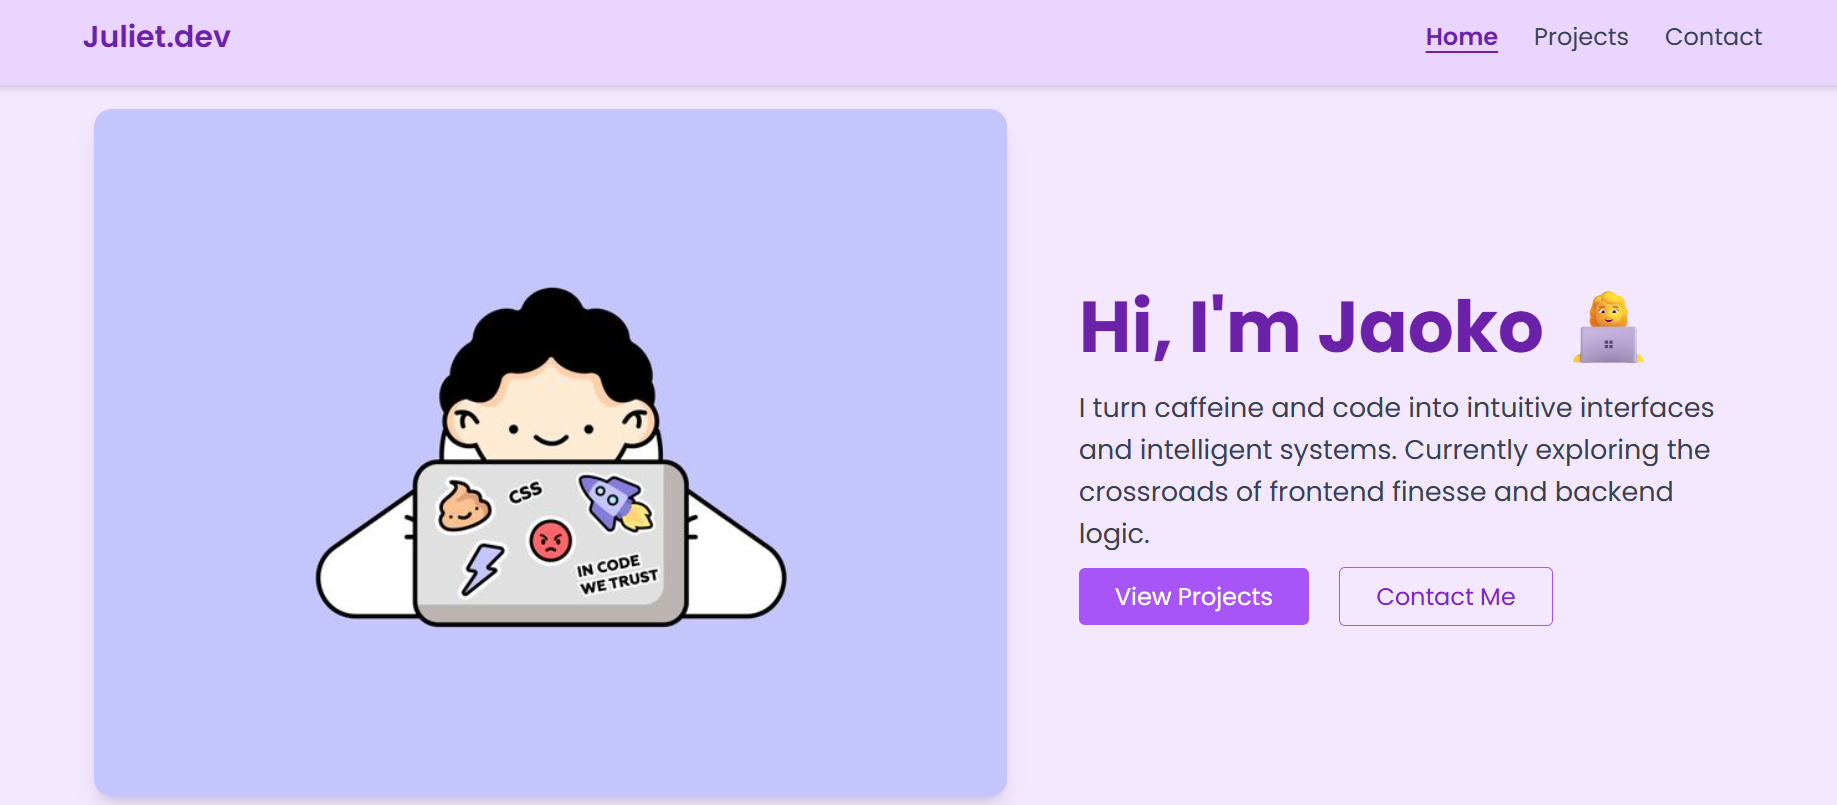 Juliet.dev
Home Projects Contact
CSS
IN CODE
WE TRUST
Hi, I'm Jaoko 👩‍💻
I turn caffeine and code into intuitive interfaces
and intelligent systems. Currently exploring the
crossroads of frontend finesse and backend
logic.
View Projects Contact Me